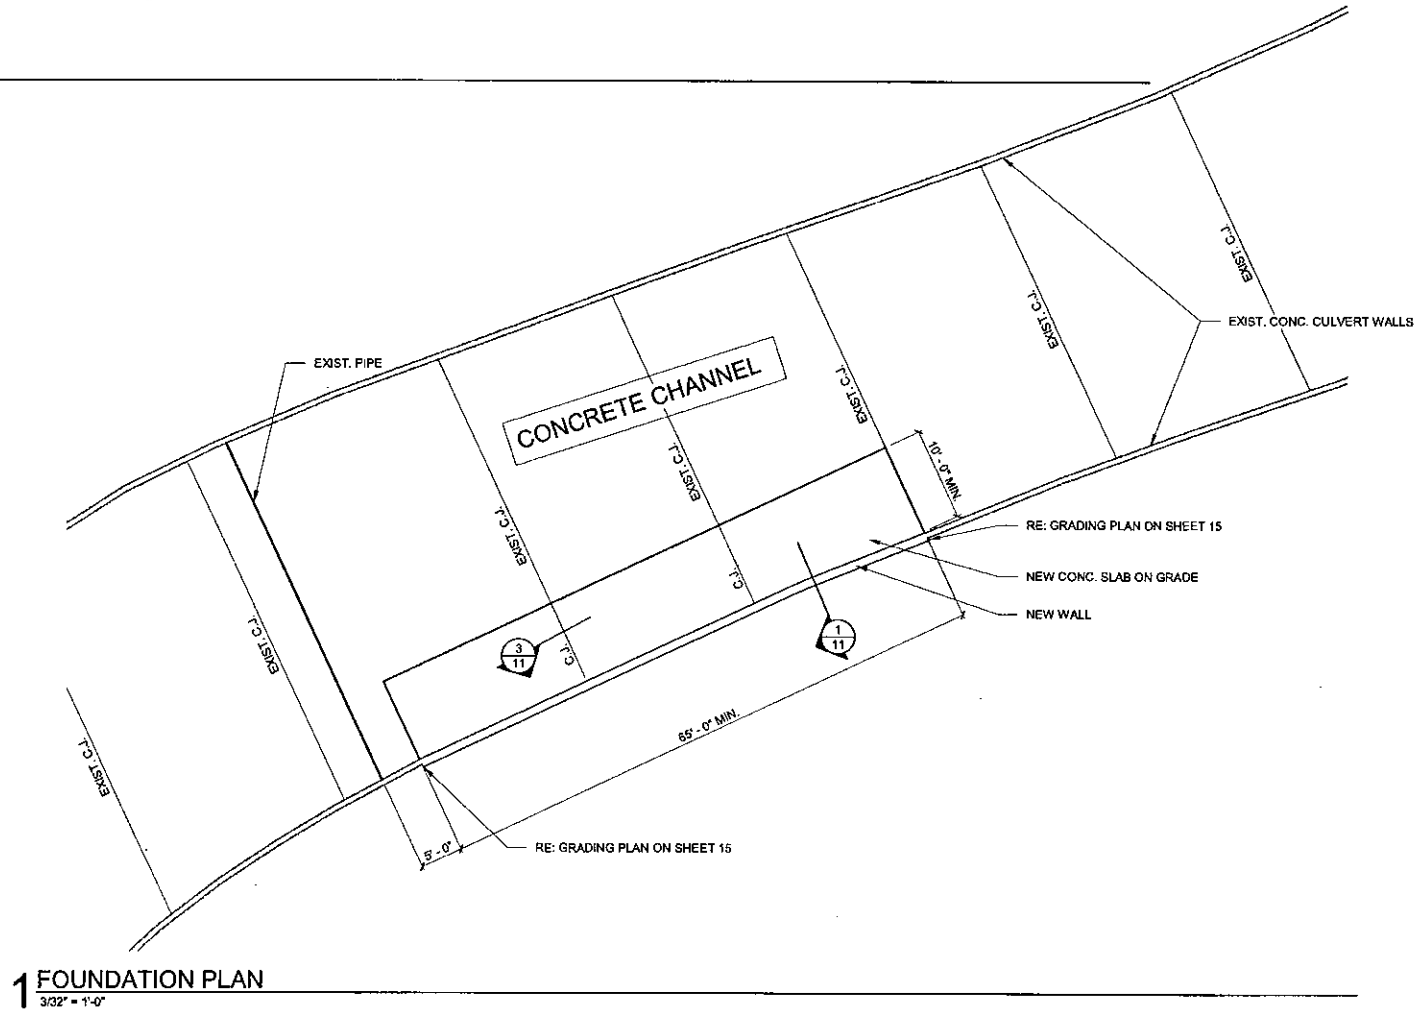 EXIST. C.J.
EXIST. CONC. CULVERT WALLS
EXIST. PIPE
EXIST. C.J.
CONCRETE CHANNEL
EXIST. C.J.
10' - 0" MIN.
EXIST. C.J.
EXIST. C.J.
RE: GRADING PLAN ON SHEET 15
C.J.
NEW CONC. SLAB ON GRADE
NEW WALL
EXIST. C.J.
3
11
C.J.
1
11
65' - 0" MIN.
EXIST. C.J.
5' - 0"
RE: GRADING PLAN ON SHEET 15
1 FOUNDATION PLAN
3/32" = 1'-0"